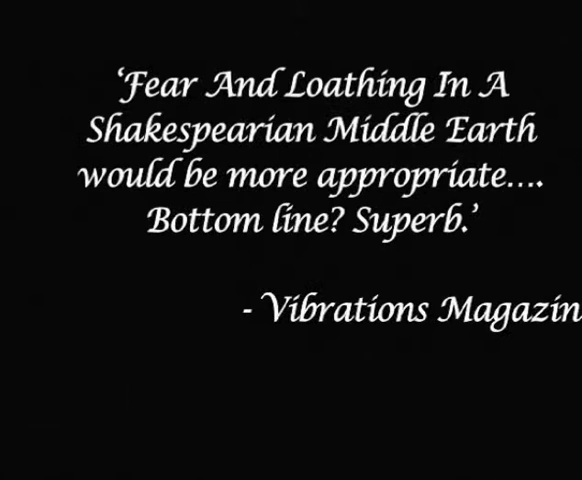 ‘Fear And Loathing In A
Shakespearian Middle Earth
would be more appropriate....
Bottom line? Superb.’
- Vibrations Magazin